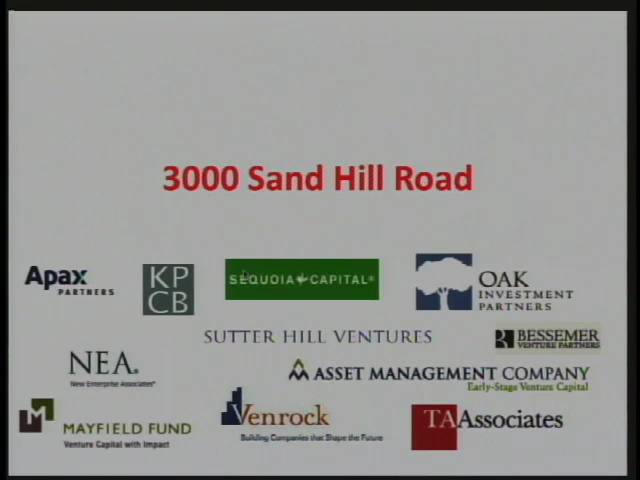 3000 Sand Hill Road
Apax
PARTNERS
KP
CB
SEQUOIA CAPITAL®
OAK
INVESTMENT
PARTNERS
SUTTER HILL VENTURES
BESSEMER
VENTURE PARTNERS
NEA.
New Enterprise Associates®
ASSET MANAGEMENT COMPANY
Early-Stage Venture Capital
M
MAYFIELD FUND
Venture Capital with Impact
Venrock
Building Companies that Shape the Future
TAAssociates